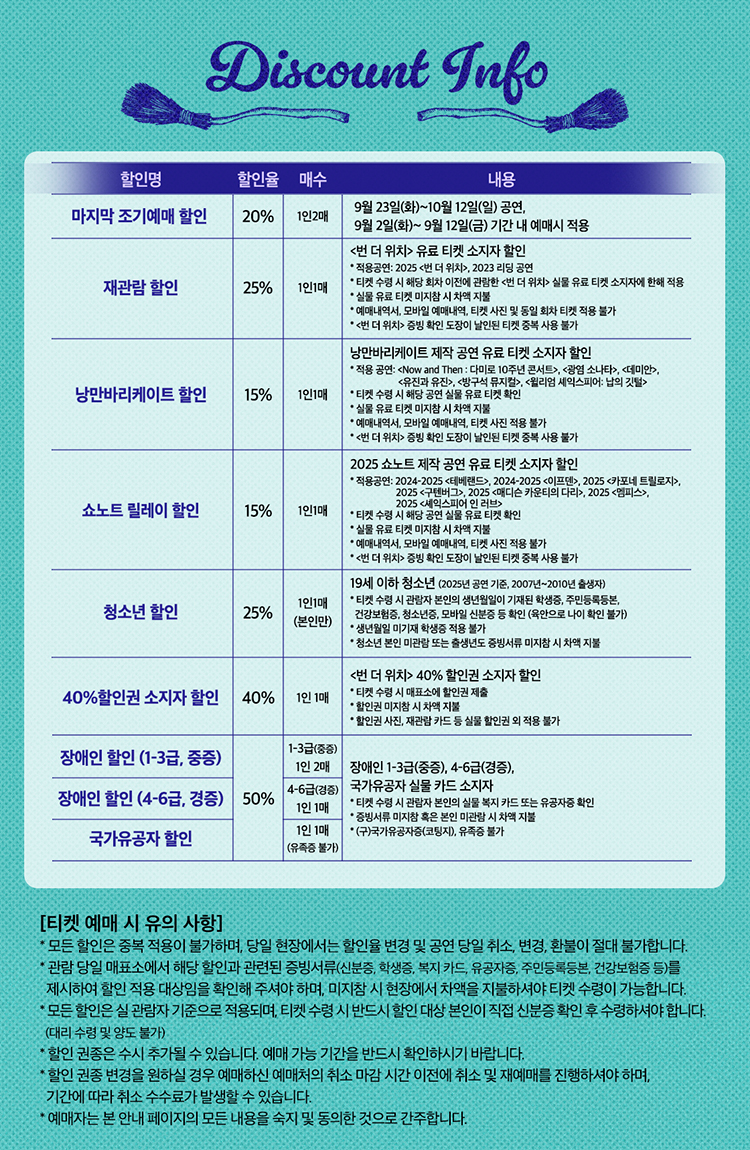 Discount Info
할인명 할인율 매수 내용
마지막 조기예매 할인 20% 1인2매
9월 23일(화)~10월 12일(일) 공연,
9월 2일(화)~ 9월 12일(금) 기간 내 예매시 적용
재관람 할인 25% 1인1매
<번 더 위치> 유료 티켓 소지자 할인
* 적용공연: 2025 <번 더 위치>, 2023 리딩 공연
* 티켓 수령 시 해당 회차 이전에 관람한 <번 더 위치> 실물 유료 티켓 소지자에 한해 적용
* 실물 유료 티켓 미지참 시 차액 지불
* 예매내역서, 모바일 예매내역, 티켓 사진 및 동일 회차 티켓 적용 불가
* <번 더 위치> 증빙 확인 도장이 날인된 티켓 중복 사용 불가
낭만바리케이트 할인 15% 1인1매
낭만바리케이트 제작 공연 유료 티켓 소지자 할인
* 적용 공연: <Now and Then : 다미로 10주년 콘서트>, <광염 소나타>, <데미안>,
<유진과 유진>, <방구석 뮤지컬>, <윌리엄 셰익스피어: 납의 깃털>
* 티켓 수령 시 해당 공연 실물 유료 티켓 확인
* 실물 유료 티켓 미지참 시 차액 지불
* 예매내역서, 모바일 예매내역, 티켓 사진 적용 불가
* <번 더 위치> 증빙 확인 도장이 날인된 티켓 중복 사용 불가
쇼노트 릴레이 할인 15% 1인1매
2025 쇼노트 제작 공연 유료 티켓 소지자 할인
* 적용공연: 2024-2025 <테베랜드>, 2024-2025 <이프덴>, 2025 <카포네 트릴로지>,
2025 <구텐버그>, 2025 <매디슨 카운티의 다리>, 2025 <멤피스>,
2025 <셰익스피어 인 러브>
* 티켓 수령 시 해당 공연 실물 유료 티켓 확인
* 실물 유료 티켓 미지참 시 차액 지불
* 예매내역서, 모바일 예매내역, 티켓 사진 적용 불가
* <번 더 위치> 증빙 확인 도장이 날인된 티켓 중복 사용 불가
청소년 할인 25% 1인1매
(본인만)
19세 이하 청소년 (2025년 공연 기준, 2007년~2010년 출생자)
* 티켓 수령 시 관람자 본인의 생년월일이 기재된 학생증, 주민등록등본,
건강보험증, 청소년증, 모바일 신분증 등 확인 (육안으로 나이 확인 불가)
* 생년월일 미기재 학생증 적용 불가
* 청소년 본인 미관람 또는 출생년도 증빙서류 미지참 시 차액 지불
40%할인권 소지자 할인 40% 1인 1매
<번 더 위치> 40% 할인권 소지자 할인
* 티켓 수령 시 매표소에 할인권 제출
* 할인권 미지참 시 차액 지불
* 할인권 사진, 재관람 카드 등 실물 할인권 외 적용 불가
장애인 할인 (1-3급, 중증)
1-3급(중증)
1인 2매
장애인 할인 (4-6급, 경증)
50%
4-6급(경증)
1인 1매
국가유공자 할인
1인 1매
(유족증 불가)
장애인 1-3급(중증), 4-6급(경증),
국가유공자 실물 카드 소지자
* 티켓 수령 시 관람자 본인의 실물 복지 카드 또는 유공자증 확인
* 증빙서류 미지참 혹은 본인 미관람 시 차액 지불
* (구)국가유공자증(코팅지), 유족증 불가
[티켓 예매 시 유의 사항]
* 모든 할인은 중복 적용이 불가하며, 당일 현장에서는 할인율 변경 및 공연 당일 취소, 변경, 환불이 절대 불가합니다.
* 관람 당일 매표소에서 해당 할인과 관련된 증빙서류(신분증, 학생증, 복지 카드, 유공자증, 주민등록등본, 건강보험증 등)를
제시하여 할인 적용 대상임을 확인해 주셔야 하며, 미지참 시 현장에서 차액을 지불하셔야 티켓 수령이 가능합니다.
* 모든 할인은 실 관람자 기준으로 적용되며, 티켓 수령 시 반드시 할인 대상 본인이 직접 신분증 확인 후 수령하셔야 합니다.
(대리 수령 및 양도 불가)
* 할인 권종은 수시 추가될 수 있습니다. 예매 가능 기간을 반드시 확인하시기 바랍니다.
* 할인 권종 변경을 원하실 경우 예매하신 예매처의 취소 마감 시간 이전에 취소 및 재예매를 진행하셔야 하며,
기간에 따라 취소 수수료가 발생할 수 있습니다.
* 예매자는 본 안내 페이지의 모든 내용을 숙지 및 동의한 것으로 간주합니다.